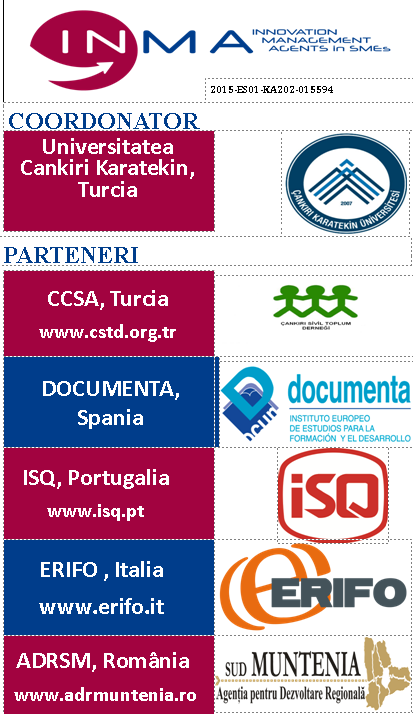 INMA
INNOVATION
MANAGEMENT
AGENTS in SMEs
2015-ES01-KA202-015594
COORDONATOR
Universitatea
Cankiri Karatekin,
Turcia
ÇANKIRI KARATEKİN ÜNİVERSİTESİ
2007
PARTENERI
CCSA, Turcia
www.cstd.org.tr
ÇANKIRI SİVİL TOPLUM
DERNEĞİ
DOCUMENTA,
Spania
documenta
INSTITUTO EUROPEO
DE ESTUDIOS PARA LA
FORMACIÓN Y EL DESARROLLO
ISQ, Portugalia
www.isq.pt
iSQ
ERIFO , Italia
www.erifo.it
ERIFO
ADRSM, România
www.adrmuntenia.ro
SUD MUNTENIA
Agenția pentru Dezvoltare Regională